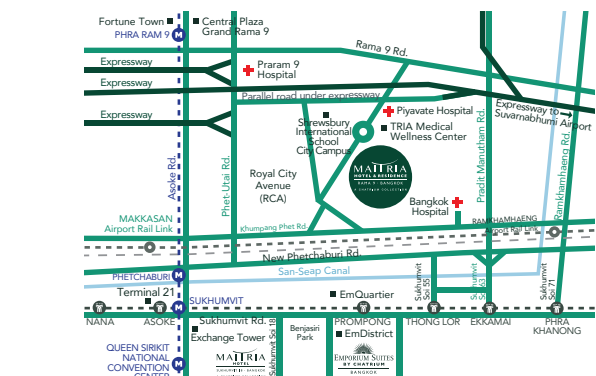 Fortune Town
Central Plaza
Grand Rama 9
PHRA RAM 9
M
Rama 9 Rd.
Expressway
Praram 9
Hospital
Expressway
Parallel road under expressway
Expressway to
Suvarnabhumi Airport
Expressway
Piyavate Hospital
Shrewsbury
International
School
City Campus
TRIA Medical
Wellness Center
Asoke Rd.
Phet-Utai Rd.
Royal City
Avenue
(RCA)
MAITRIA
HOTEL & RESIDENCE
RAMA 9 - BANGKOK
A CHATRIUM COLLECTION
Pradit Manutham Rd.
Ramkhamhaeng Rd.
Bangkok
Hospital
MAKKASAN
Airport Rail Link
Khumpang Phet Rd.
RAMKHAMHAENG
Airport Rail Link
New Phetchaburi Rd.
PHETCHABURI
M
San-Seap Canal
Sukhumvit
Soi 55
Sukhumvit
Soi 63
Sukhumvit
Soi 71
Terminal 21
SUKHUMVIT
M
EmQuartier
NANA
ASOKE
Sukhumvit Rd.
PROMPONG
THONG LOR
EKKAMAI
PHRA
KHANONG
Exchange Tower
Sukhumvit Soi 18
Benjasiri
Park
EmDistrict
QUEEN SIRIKIT
NATIONAL
CONVENTION
CENTER
M
MAITRIA
HOTEL
SUKHUMVIT 18 - BANGKOK
EMPORIUM SUITES
BY CHATRIUM
BANGKOK